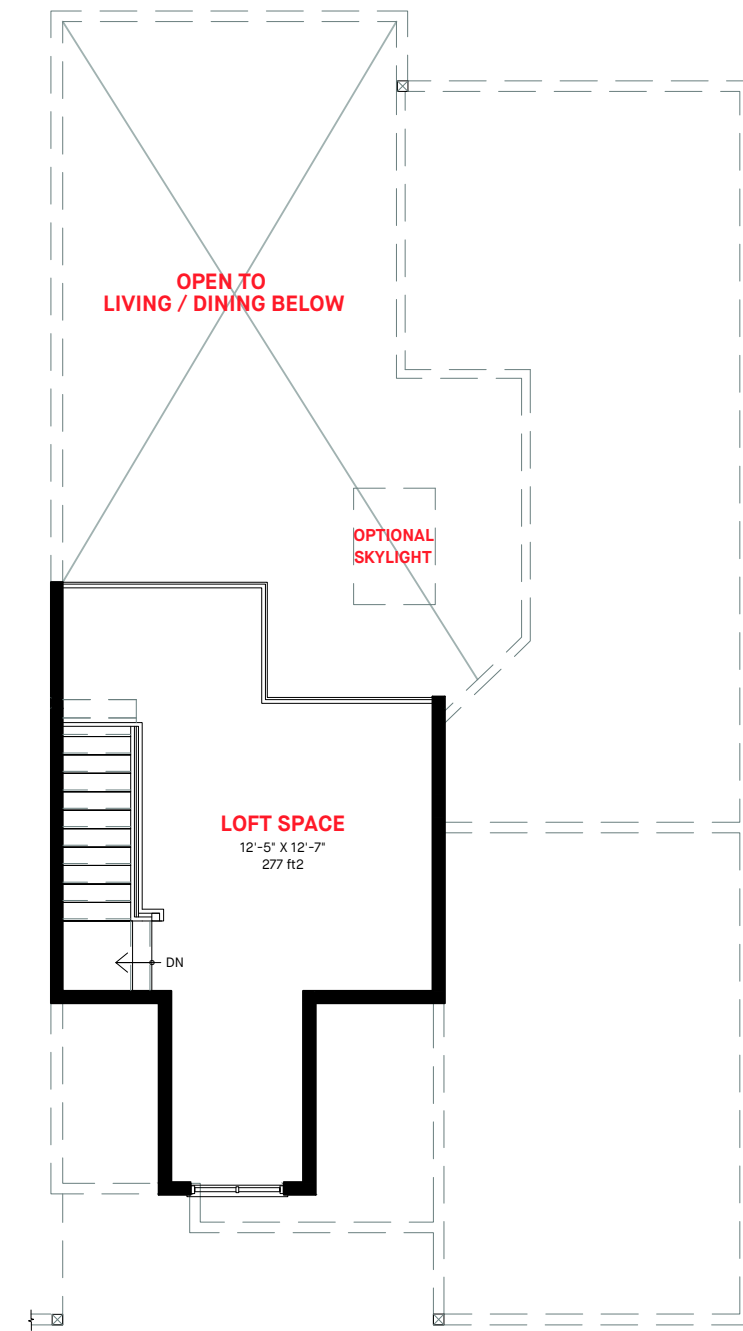 OPEN TO
LIVING / DINING BELOW
OPTIONAL
SKYLIGHT
LOFT SPACE
12'-5" X 12'-7"
277 ft2
DN